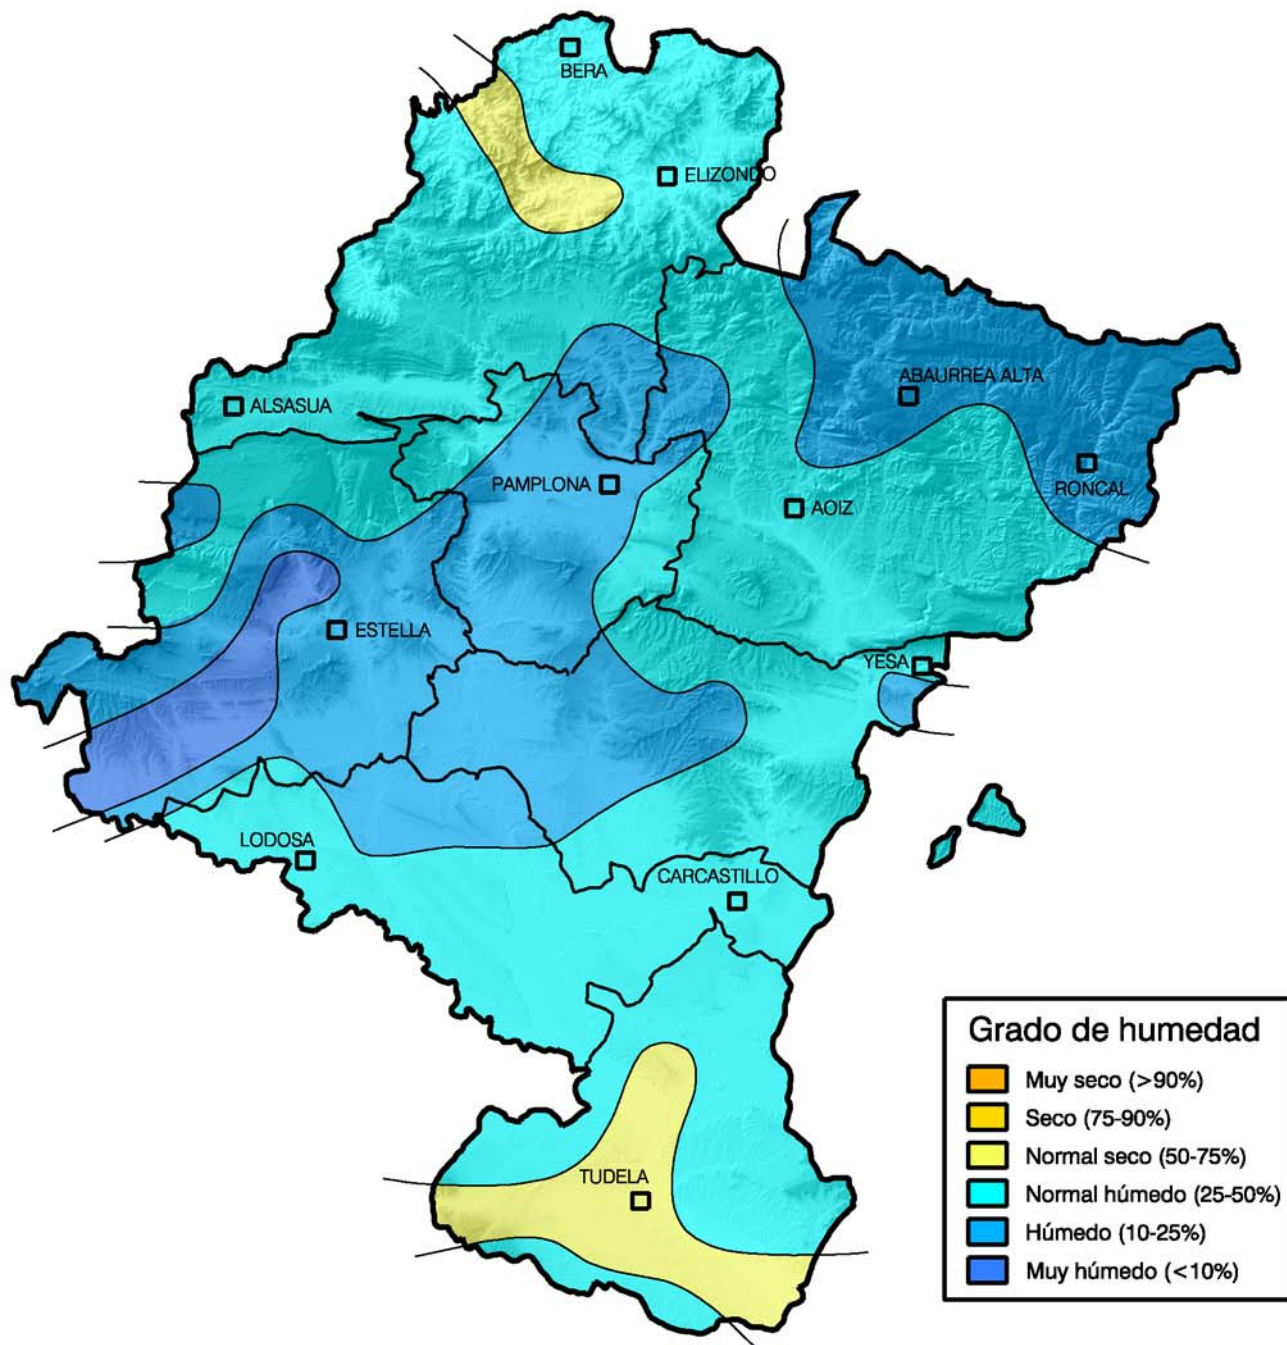 BERA
ELIZONDO
ABAURREA ALTA
ALSASUA
PAMPLONA
RONCAL
AOIZ
ESTELLA
YESA
LODOSA
CARCASTILLO
TUDELA
Grado de humedad
Muy seco (>90%)
Seco (75-90%)
Normal seco (50-75%)
Normal húmedo (25-50%)
Húmedo (10-25%)
Muy húmedo (<10%)